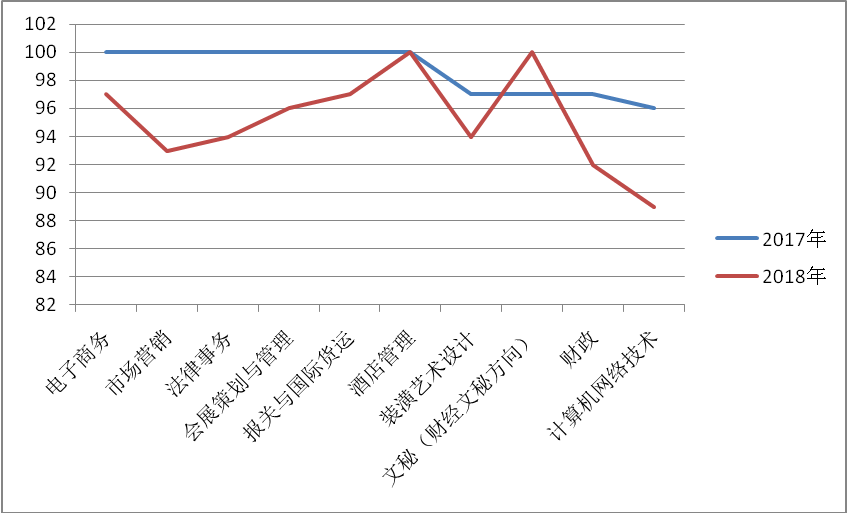 102
100
98
96
94
92
90
88
86
84
82
电子商务
市场营销
法律事务
会展策划与管理
报关与国际货运
酒店管理
装潢艺术设计
文秘（财经文秘方向）
财政
计算机网络技术
2017年
2018年